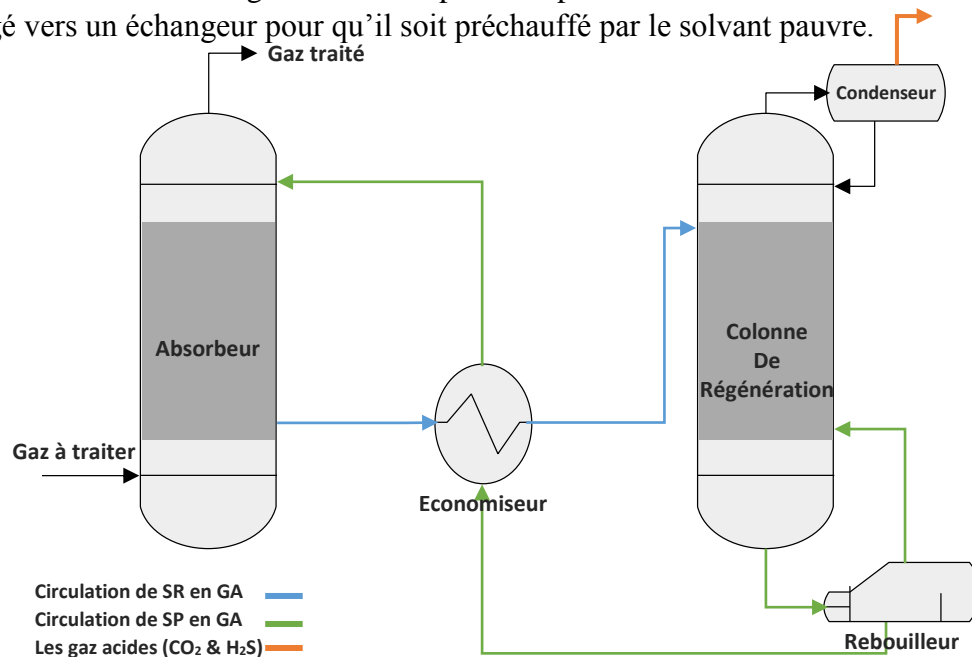 gé vers un échangeur pour qu’il soit préchauffé par le solvant pauvre.
Gaz traité
Condenseur
Absorbeur
Colonne
De
Régénération
Gaz à traiter
Economiseur
Circulation de SR en GA
Circulation de SP en GA
Les gaz acides (CO₂ & H₂S)
Rebouilleur